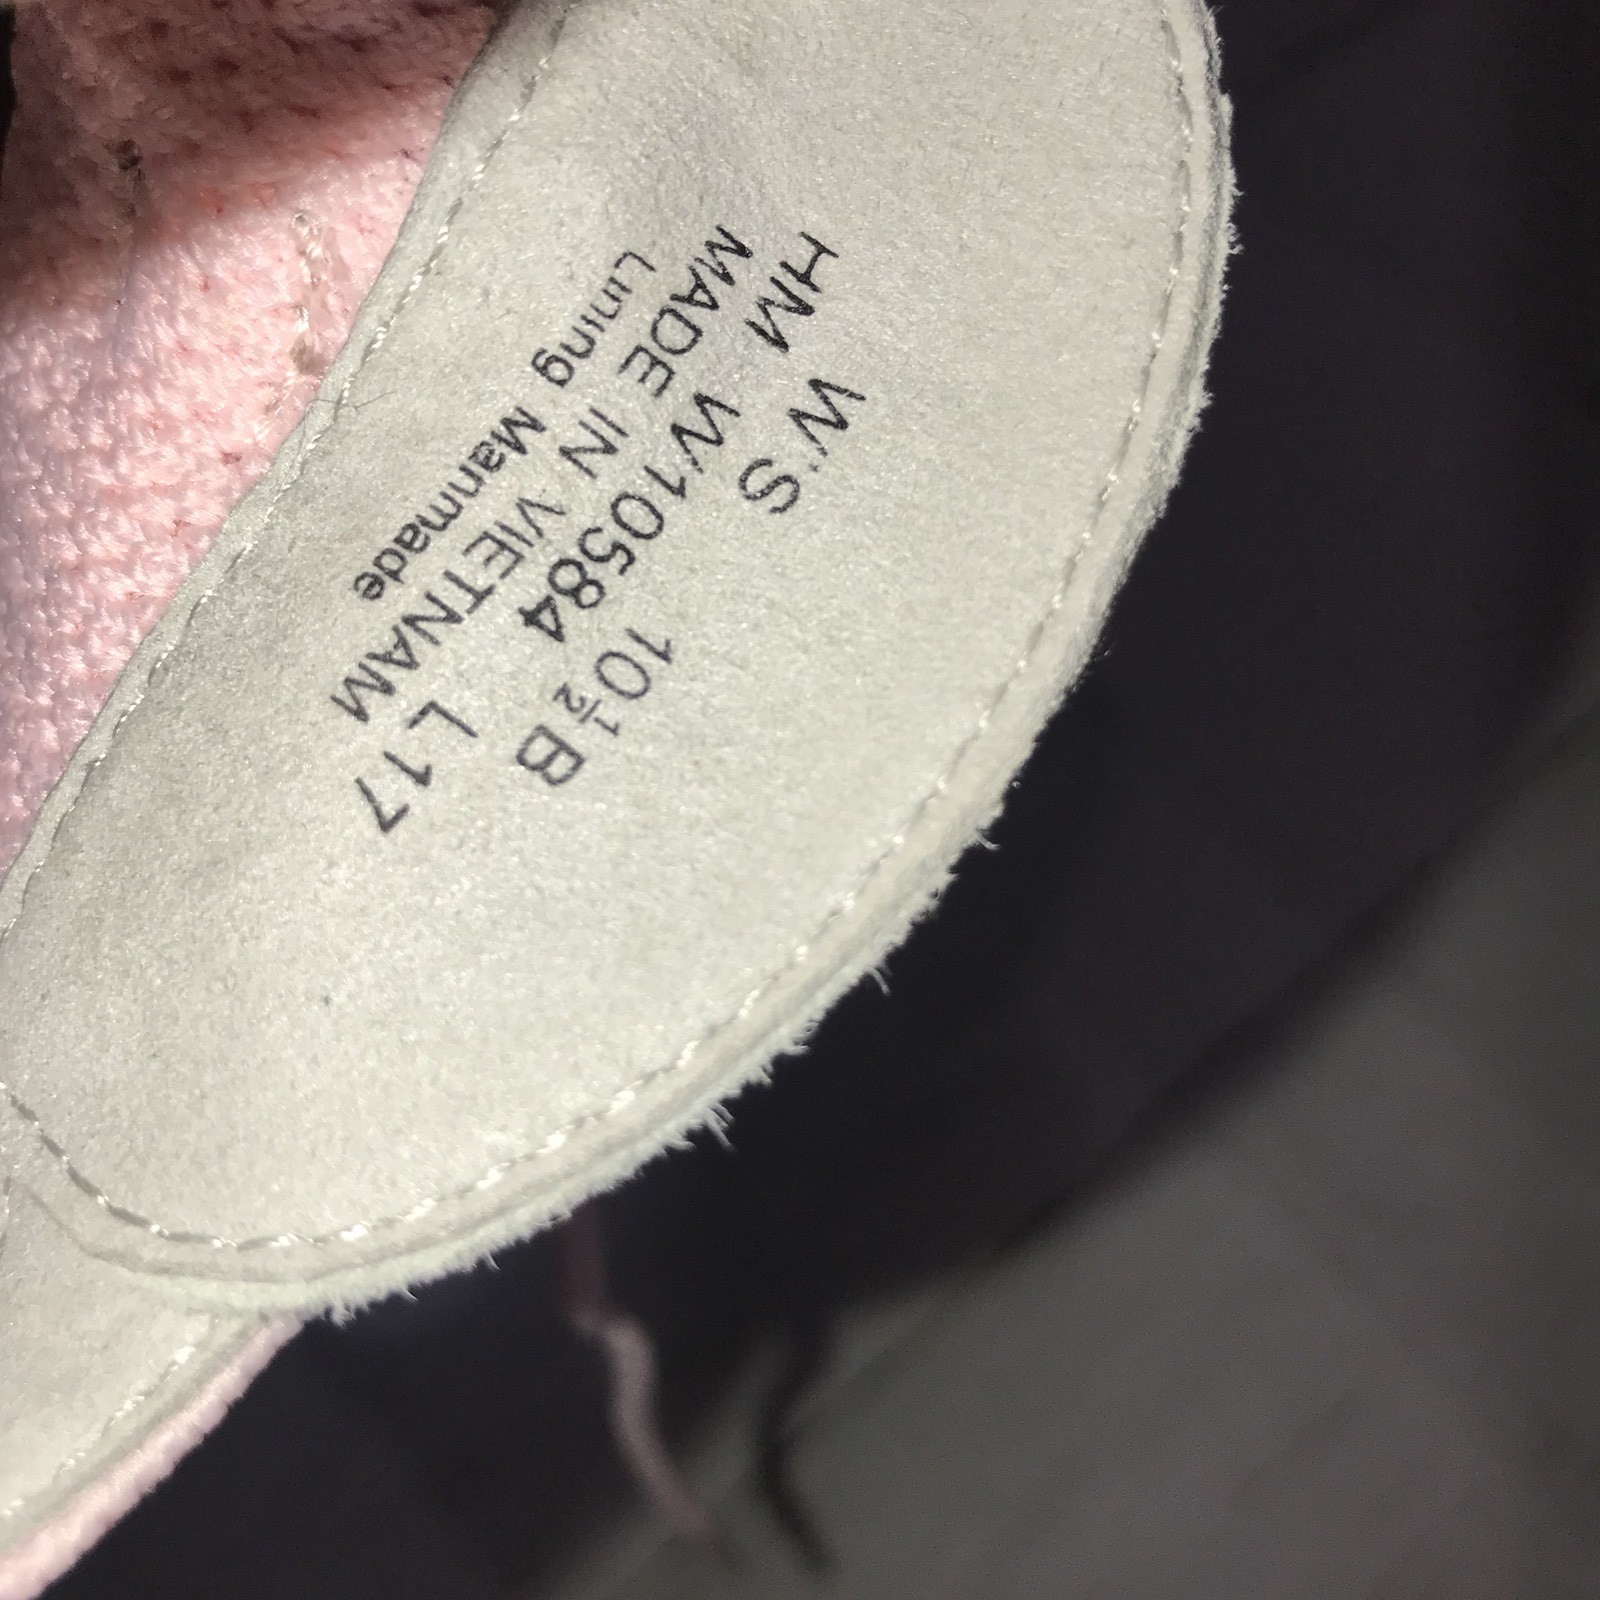 W'S 10½B
HM W10584 L17
MADE IN VIETNAM
Lining Manmade